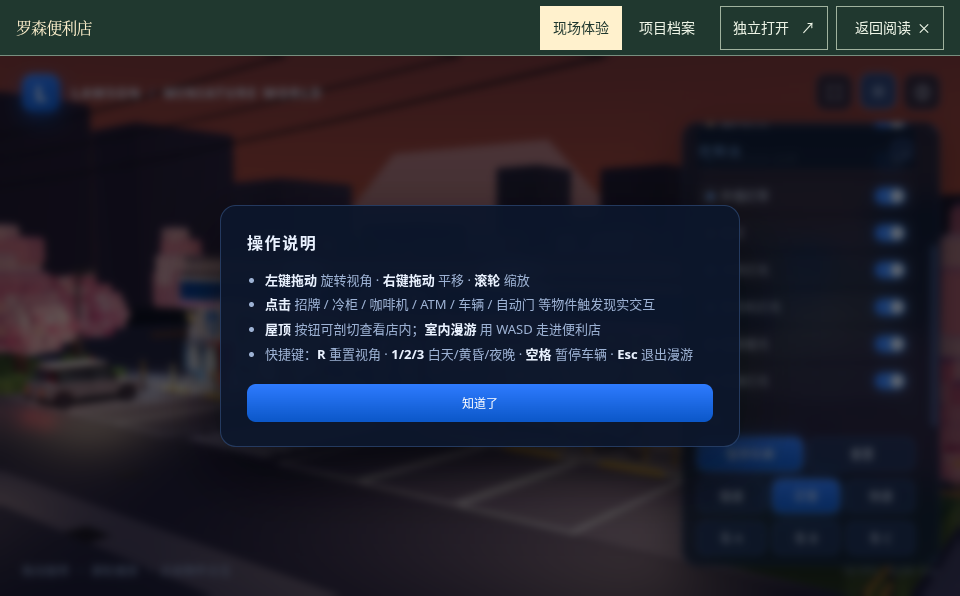 罗森便利店
现场体验
项目档案
独立打开 ↗
返回阅读 ×
操作说明
• 左键拖动 旋转视角 · 右键拖动 平移 · 滚轮 缩放
• 点击 招牌 / 冷柜 / 咖啡机 / ATM / 车辆 / 自动门 等物件触发现实交互
• 屋顶 按钮可剖切查看店内；室内漫游 用 WASD 走进便利店
• 快捷键：R 重置视角 · 1/2/3 白天/黄昏/夜晚 · 空格 暂停车辆 · Esc 退出漫游
知道了